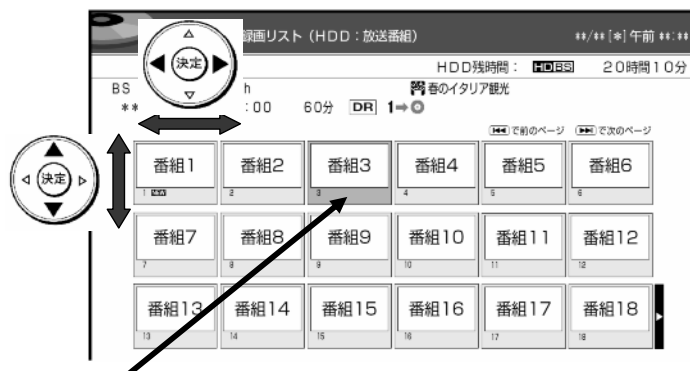 録画リスト（HDD：放送番組） **/**[*]午前 **:**
決定
HDD残時間： HD BS 20時間10分
BS h 春のイタリア観光
** :00 60分 DR 1⇒
⏮で前のページ ⏭で次のページ
決定
番組1 番組2 番組3 番組4 番組5 番組6
1 NEW 2 3 4 5 6
番組7 番組8 番組9 番組10 番組11 番組12
7 8 9 10 11 12
番組13 番組14 番組15 番組16 番組17 番組18
13 14 15 16 17 18